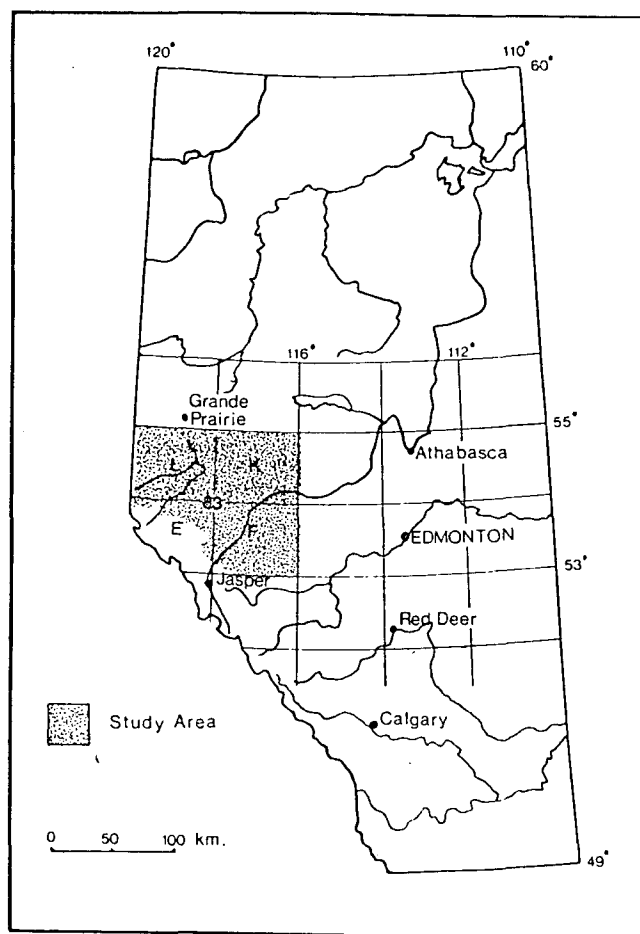 120°
110°
60°
116°
112°
Grande
Prairie
55°
Athabasca
L
K
83
E
F
EDMONTON
53°
Jasper
Red Deer
Study Area
Calgary
0 50 100 km.
49°